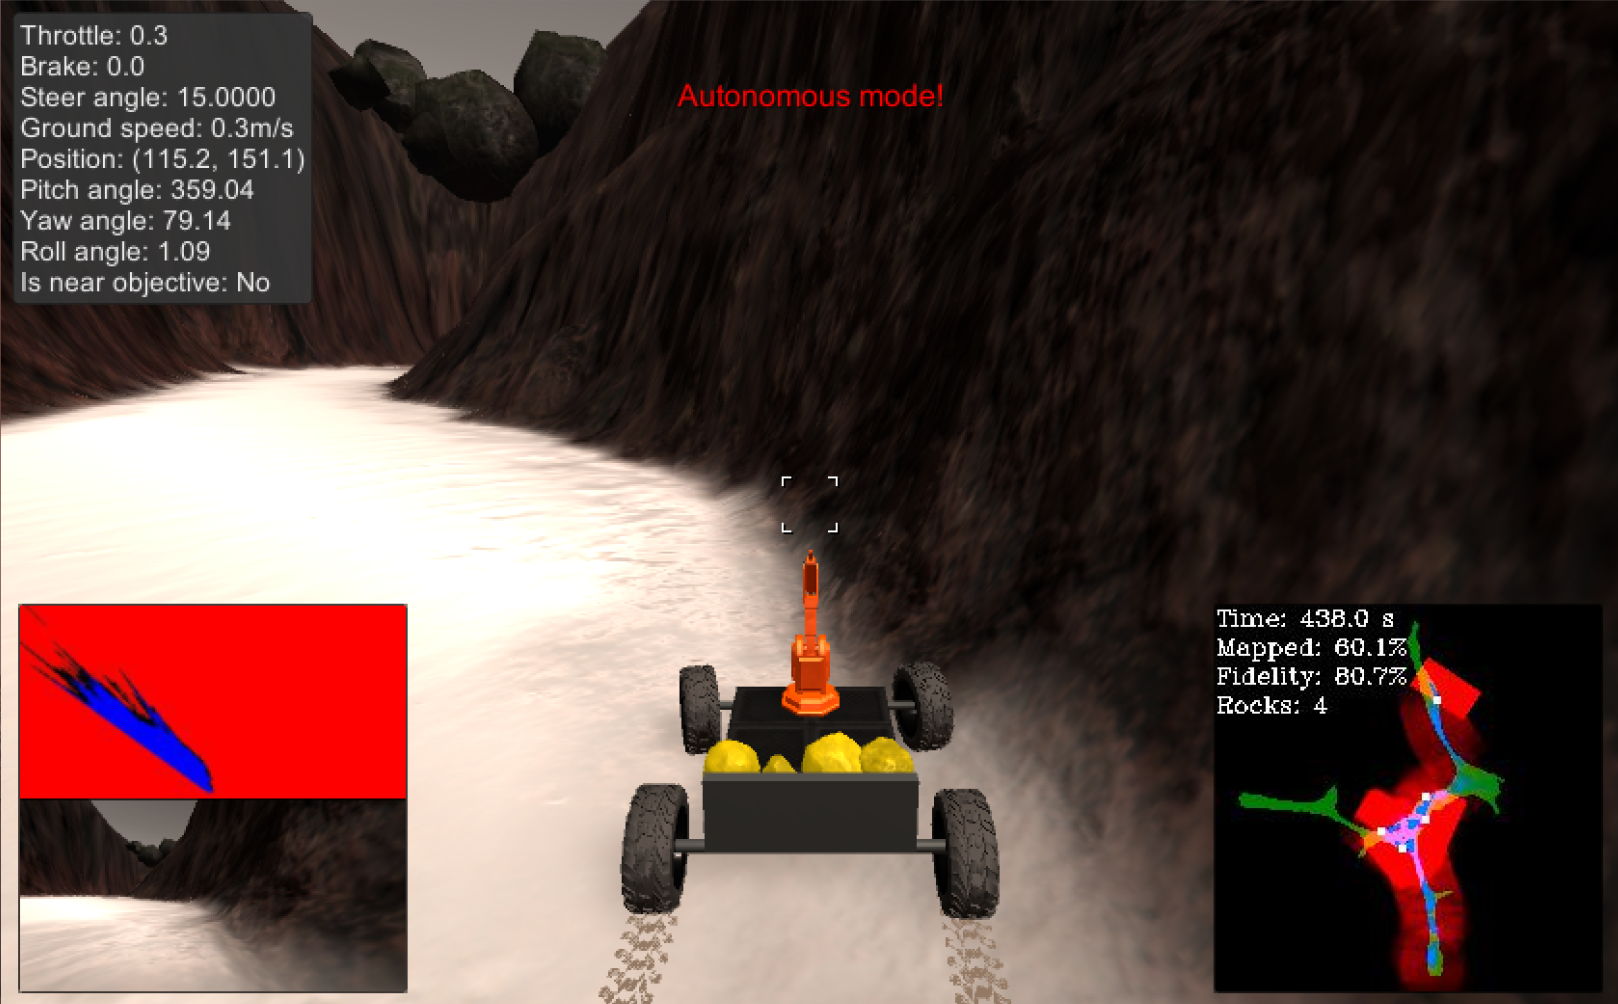 Throttle: 0.3
Brake: 0.0
Steer angle: 15.0000
Ground speed: 0.3m/s
Position: (115.2, 151.1)
Pitch angle: 359.04
Yaw angle: 79.14
Roll angle: 1.09
Is near objective: No
Autonomous mode!
Time: 438.0 s
Mapped: 60.1%
Fidelity: 80.7%
Rocks: 4